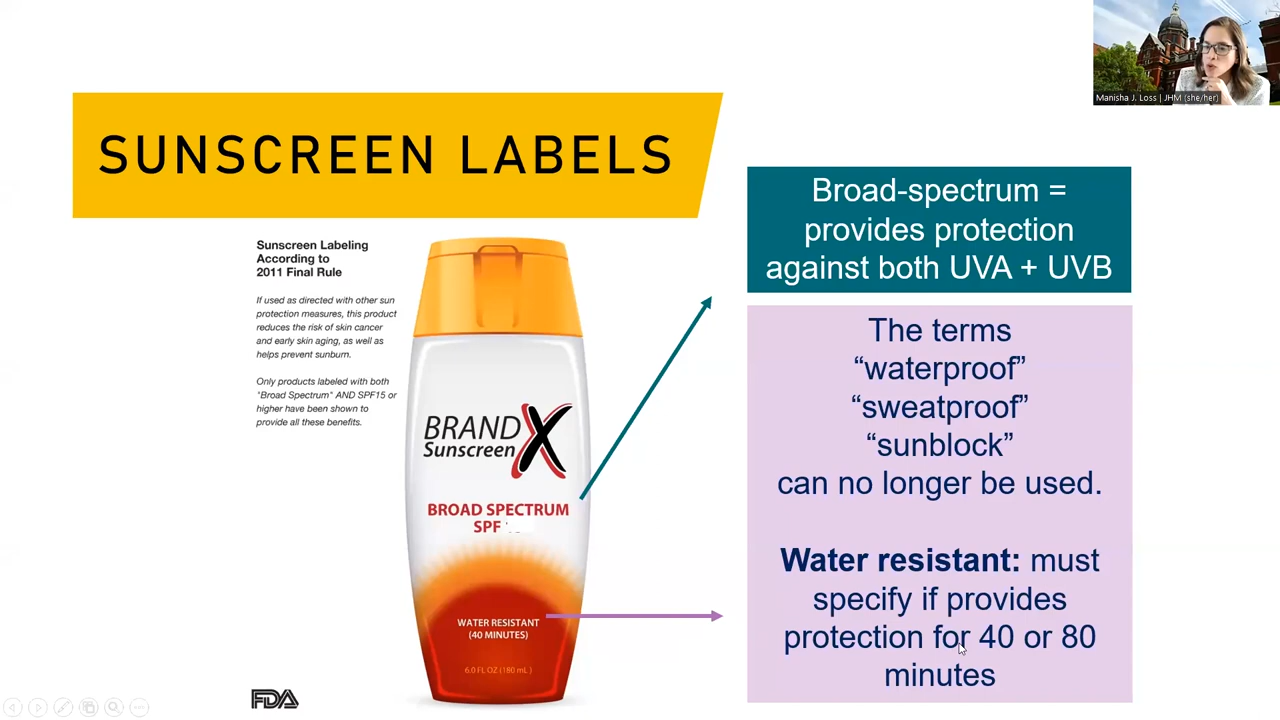 Manisha J. Loss | JHM (she/her)
SUNSCREEN LABELS
Sunscreen Labeling
According to
2011 Final Rule
If used as directed with other sun
protection measures, this product
reduces the risk of skin cancer
and early skin aging, as well as
helps prevent sunburn.
Only products labeled with both
"Broad Spectrum" AND SPF15 or
higher have been shown to
provide all these benefits.
BRAND X
Sunscreen
BROAD SPECTRUM
SPF
WATER RESISTANT
(40 MINUTES)
6.0 FL OZ (180 mL)
FDA
Broad-spectrum =
provides protection
against both UVA + UVB
The terms
“waterproof”
“sweatproof”
“sunblock”
can no longer be used.
Water resistant: must
specify if provides
protection for 40 or 80
minutes